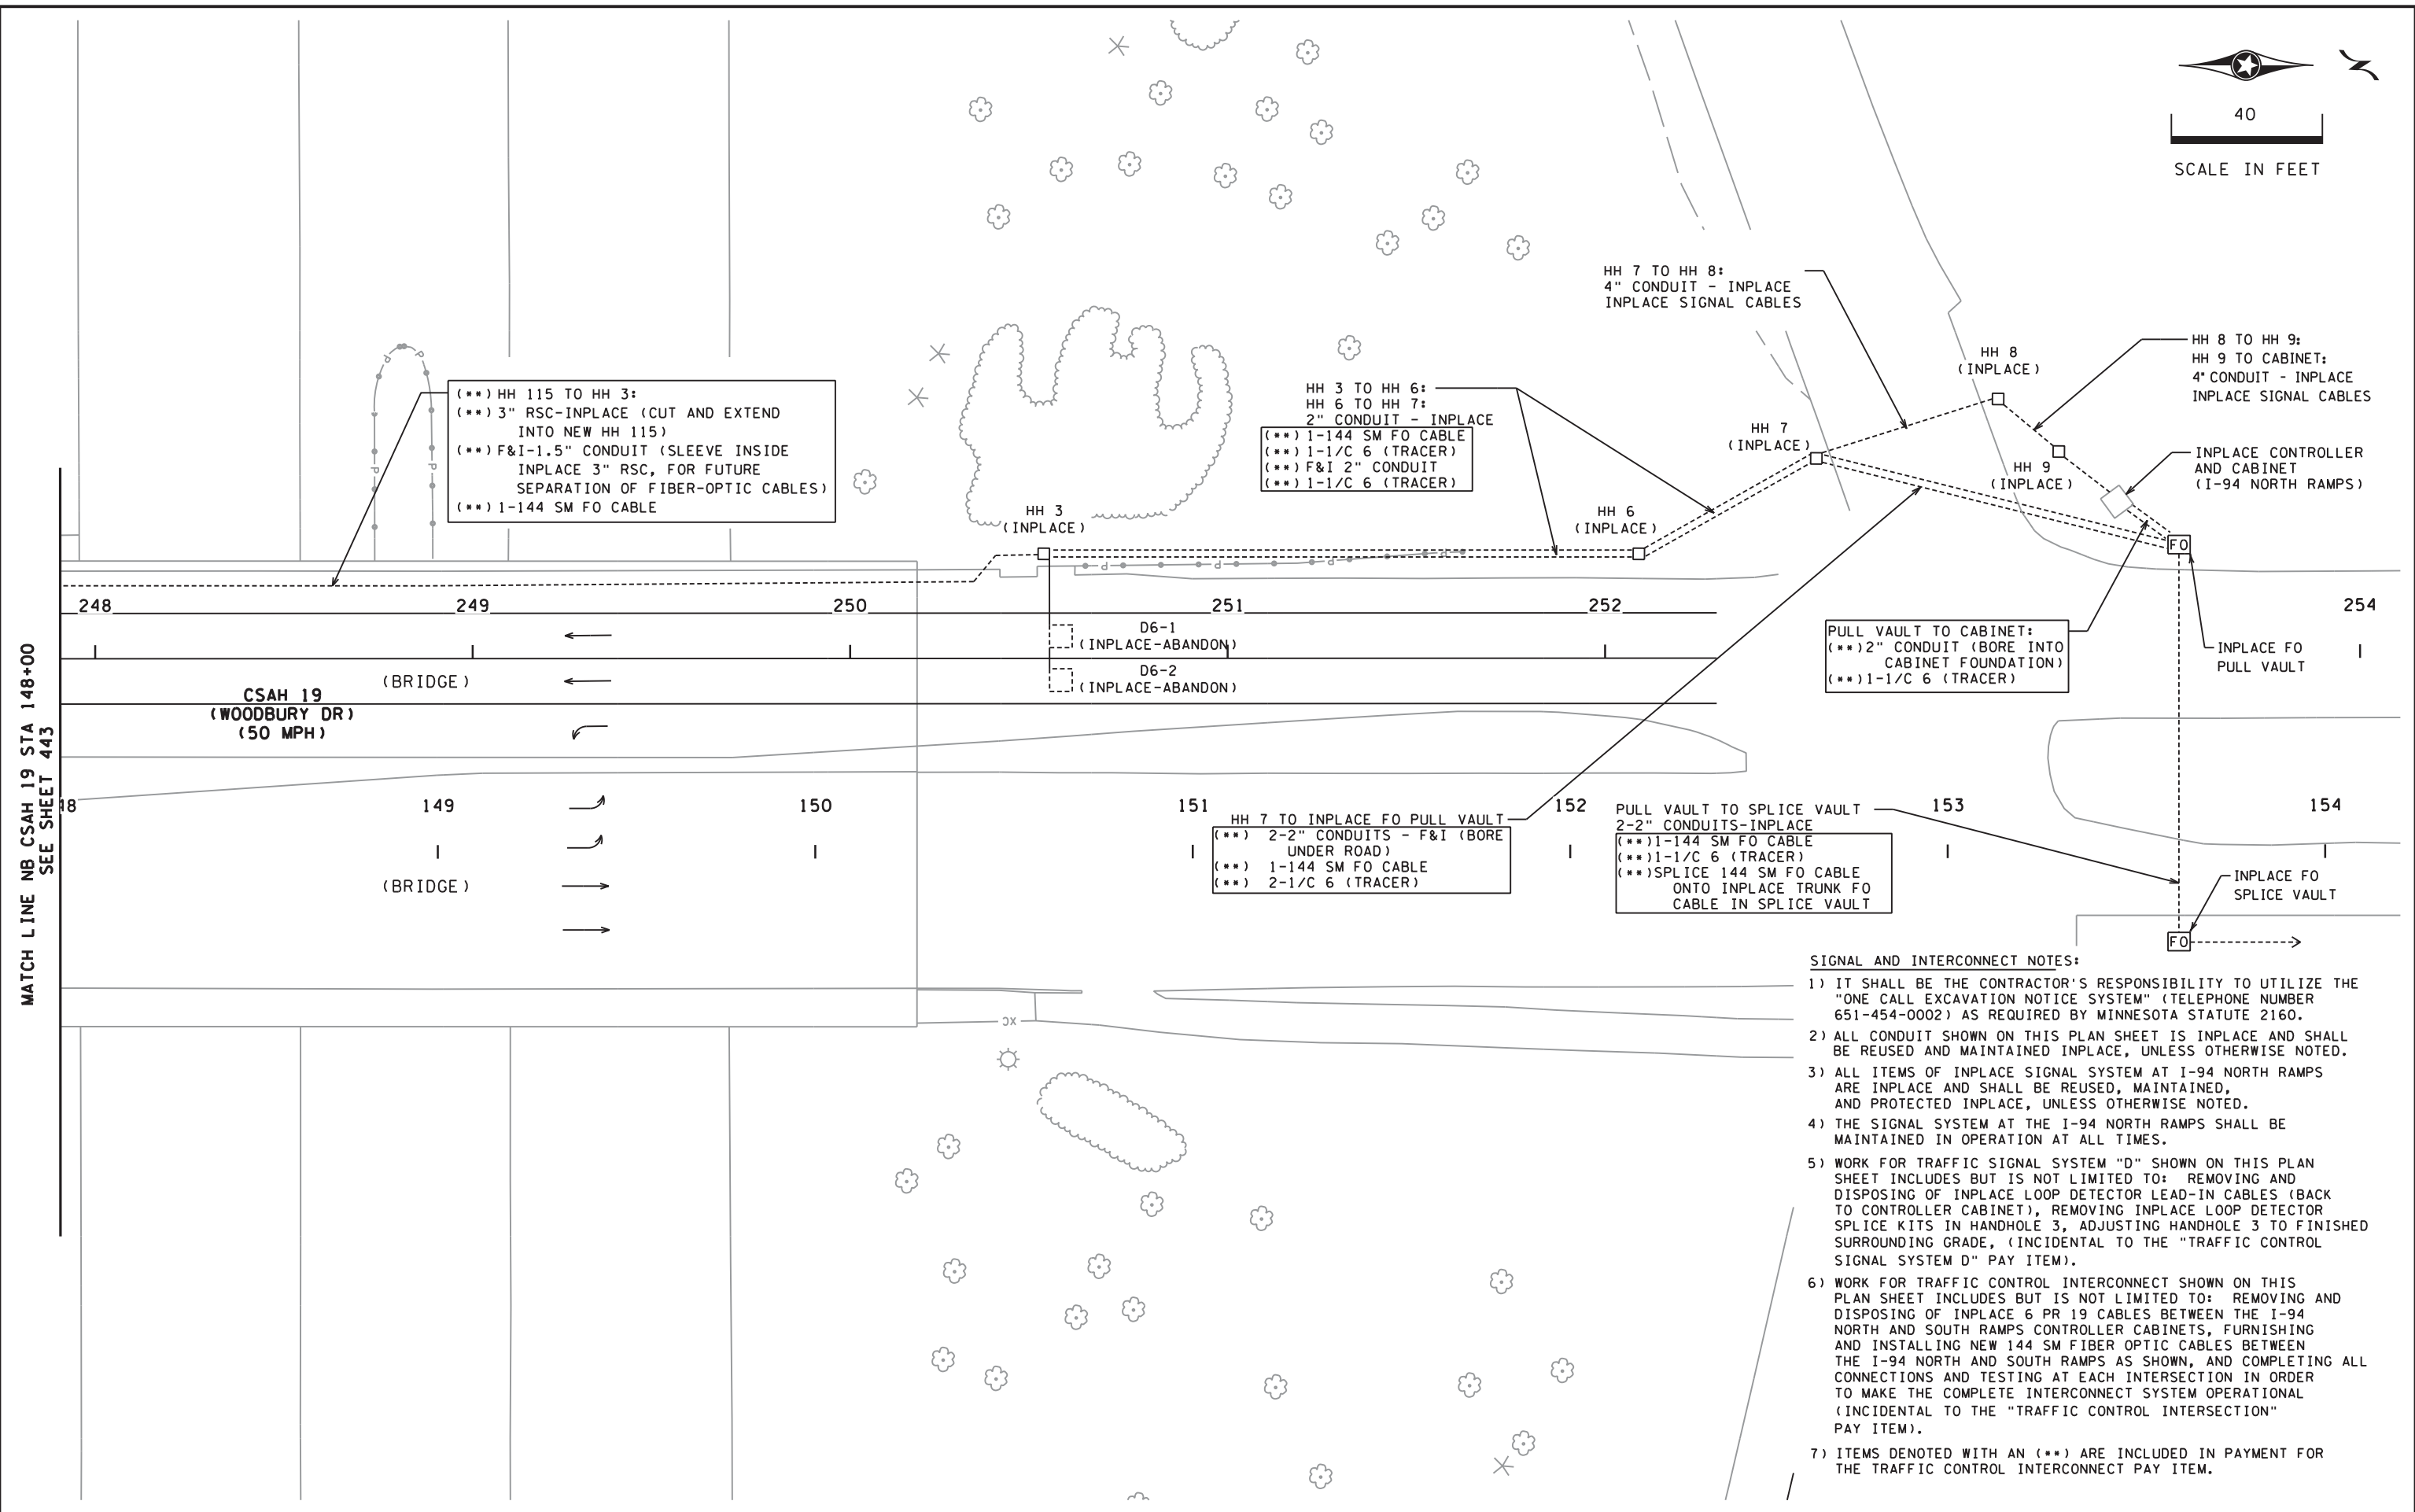 40
SCALE IN FEET
HH 7 TO HH 8:
4" CONDUIT - INPLACE
INPLACE SIGNAL CABLES
HH 8
(INPLACE)
HH 8 TO HH 9:
HH 9 TO CABINET:
4" CONDUIT - INPLACE
INPLACE SIGNAL CABLES
(**) HH 115 TO HH 3:
(**) 3" RSC-INPLACE (CUT AND EXTEND
INTO NEW HH 115)
(**) F&I-1.5" CONDUIT (SLEEVE INSIDE
INPLACE 3" RSC, FOR FUTURE
SEPARATION OF FIBER-OPTIC CABLES)
(**) 1-144 SM FO CABLE
HH 3 TO HH 6:
HH 6 TO HH 7:
2" CONDUIT - INPLACE
(**) 1-144 SM FO CABLE
(**) 1-1/C 6 (TRACER)
(**) F&I 2" CONDUIT
(**) 1-1/C 6 (TRACER)
HH 7
(INPLACE)
HH 9
(INPLACE)
INPLACE CONTROLLER
AND CABINET
(I-94 NORTH RAMPS)
HH 3
(INPLACE)
HH 6
(INPLACE)
FO
248
249
250
251
252
254
D6-1
(INPLACE-ABANDON)
D6-2
(INPLACE-ABANDON)
PULL VAULT TO CABINET:
(**)2" CONDUIT (BORE INTO
CABINET FOUNDATION)
(**)1-1/C 6 (TRACER)
INPLACE FO
PULL VAULT
MATCH LINE NB CSAH 19 STA 148+00
SEE SHEET 443
CSAH 19
(WOODBURY DR)
(50 MPH)
(BRIDGE)
48
149
150
151
152
153
154
(BRIDGE)
HH 7 TO INPLACE FO PULL VAULT
(**) 2-2" CONDUITS - F&I (BORE
UNDER ROAD)
(**) 1-144 SM FO CABLE
(**) 2-1/C 6 (TRACER)
PULL VAULT TO SPLICE VAULT
2-2" CONDUITS-INPLACE
(**)1-144 SM FO CABLE
(**)1-1/C 6 (TRACER)
(**)SPLICE 144 SM FO CABLE
ONTO INPLACE TRUNK FO
CABLE IN SPLICE VAULT
INPLACE FO
SPLICE VAULT
FO
SIGNAL AND INTERCONNECT NOTES:
1) IT SHALL BE THE CONTRACTOR'S RESPONSIBILITY TO UTILIZE THE
"ONE CALL EXCAVATION NOTICE SYSTEM" (TELEPHONE NUMBER
651-454-0002) AS REQUIRED BY MINNESOTA STATUTE 216D.
2) ALL CONDUIT SHOWN ON THIS PLAN SHEET IS INPLACE AND SHALL
BE REUSED AND MAINTAINED INPLACE, UNLESS OTHERWISE NOTED.
3) ALL ITEMS OF INPLACE SIGNAL SYSTEM AT I-94 NORTH RAMPS
ARE INPLACE AND SHALL BE REUSED, MAINTAINED,
AND PROTECTED INPLACE, UNLESS OTHERWISE NOTED.
4) THE SIGNAL SYSTEM AT THE I-94 NORTH RAMPS SHALL BE
MAINTAINED IN OPERATION AT ALL TIMES.
5) WORK FOR TRAFFIC SIGNAL SYSTEM "D" SHOWN ON THIS PLAN
SHEET INCLUDES BUT IS NOT LIMITED TO: REMOVING AND
DISPOSING OF INPLACE LOOP DETECTOR LEAD-IN CABLES (BACK
TO CONTROLLER CABINET), REMOVING INPLACE LOOP DETECTOR
SPLICE KITS IN HANDHOLE 3, ADJUSTING HANDHOLE 3 TO FINISHED
SURROUNDING GRADE, (INCIDENTAL TO THE "TRAFFIC CONTROL
SIGNAL SYSTEM D" PAY ITEM).
6) WORK FOR TRAFFIC CONTROL INTERCONNECT SHOWN ON THIS
PLAN SHEET INCLUDES BUT IS NOT LIMITED TO: REMOVING AND
DISPOSING OF INPLACE 6 PR 19 CABLES BETWEEN THE I-94
NORTH AND SOUTH RAMPS CONTROLLER CABINETS, FURNISHING
AND INSTALLING NEW 144 SM FIBER OPTIC CABLES BETWEEN
THE I-94 NORTH AND SOUTH RAMPS AS SHOWN, AND COMPLETING ALL
CONNECTIONS AND TESTING AT EACH INTERSECTION IN ORDER
TO MAKE THE COMPLETE INTERCONNECT SYSTEM OPERATIONAL
(INCIDENTAL TO THE "TRAFFIC CONTROL INTERSECTION"
PAY ITEM).
7) ITEMS DENOTED WITH AN (**) ARE INCLUDED IN PAYMENT FOR
THE TRAFFIC CONTROL INTERCONNECT PAY ITEM.